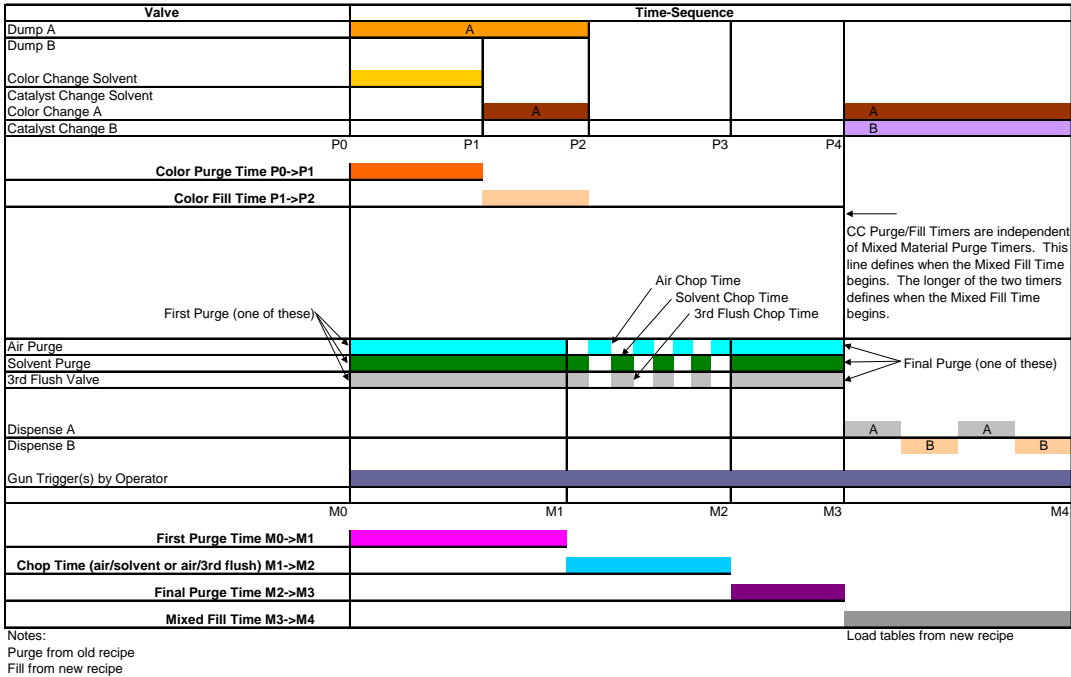 Valve Time-Sequence
Dump A A
Dump B
Color Change Solvent
Catalyst Change Solvent
Color Change A A A
Catalyst Change B B
P0 P1 P2 P3 P4
Color Purge Time P0->P1
Color Fill Time P1->P2
CC Purge/Fill Timers are independent
of Mixed Material Purge Timers. This
line defines when the Mixed Fill Time
begins. The longer of the two timers
defines when the Mixed Fill Time
begins.
Air Chop Time
Solvent Chop Time
First Purge (one of these) 3rd Flush Chop Time
Air Purge
Solvent Purge Final Purge (one of these)
3rd Flush Valve
Dispense A A A
Dispense B B B
Gun Trigger(s) by Operator
M0 M1 M2 M3 M4
First Purge Time M0->M1
Chop Time (air/solvent or air/3rd flush) M1->M2
Final Purge Time M2->M3
Mixed Fill Time M3->M4
Notes: Load tables from new recipe
Purge from old recipe
Fill from new recipe